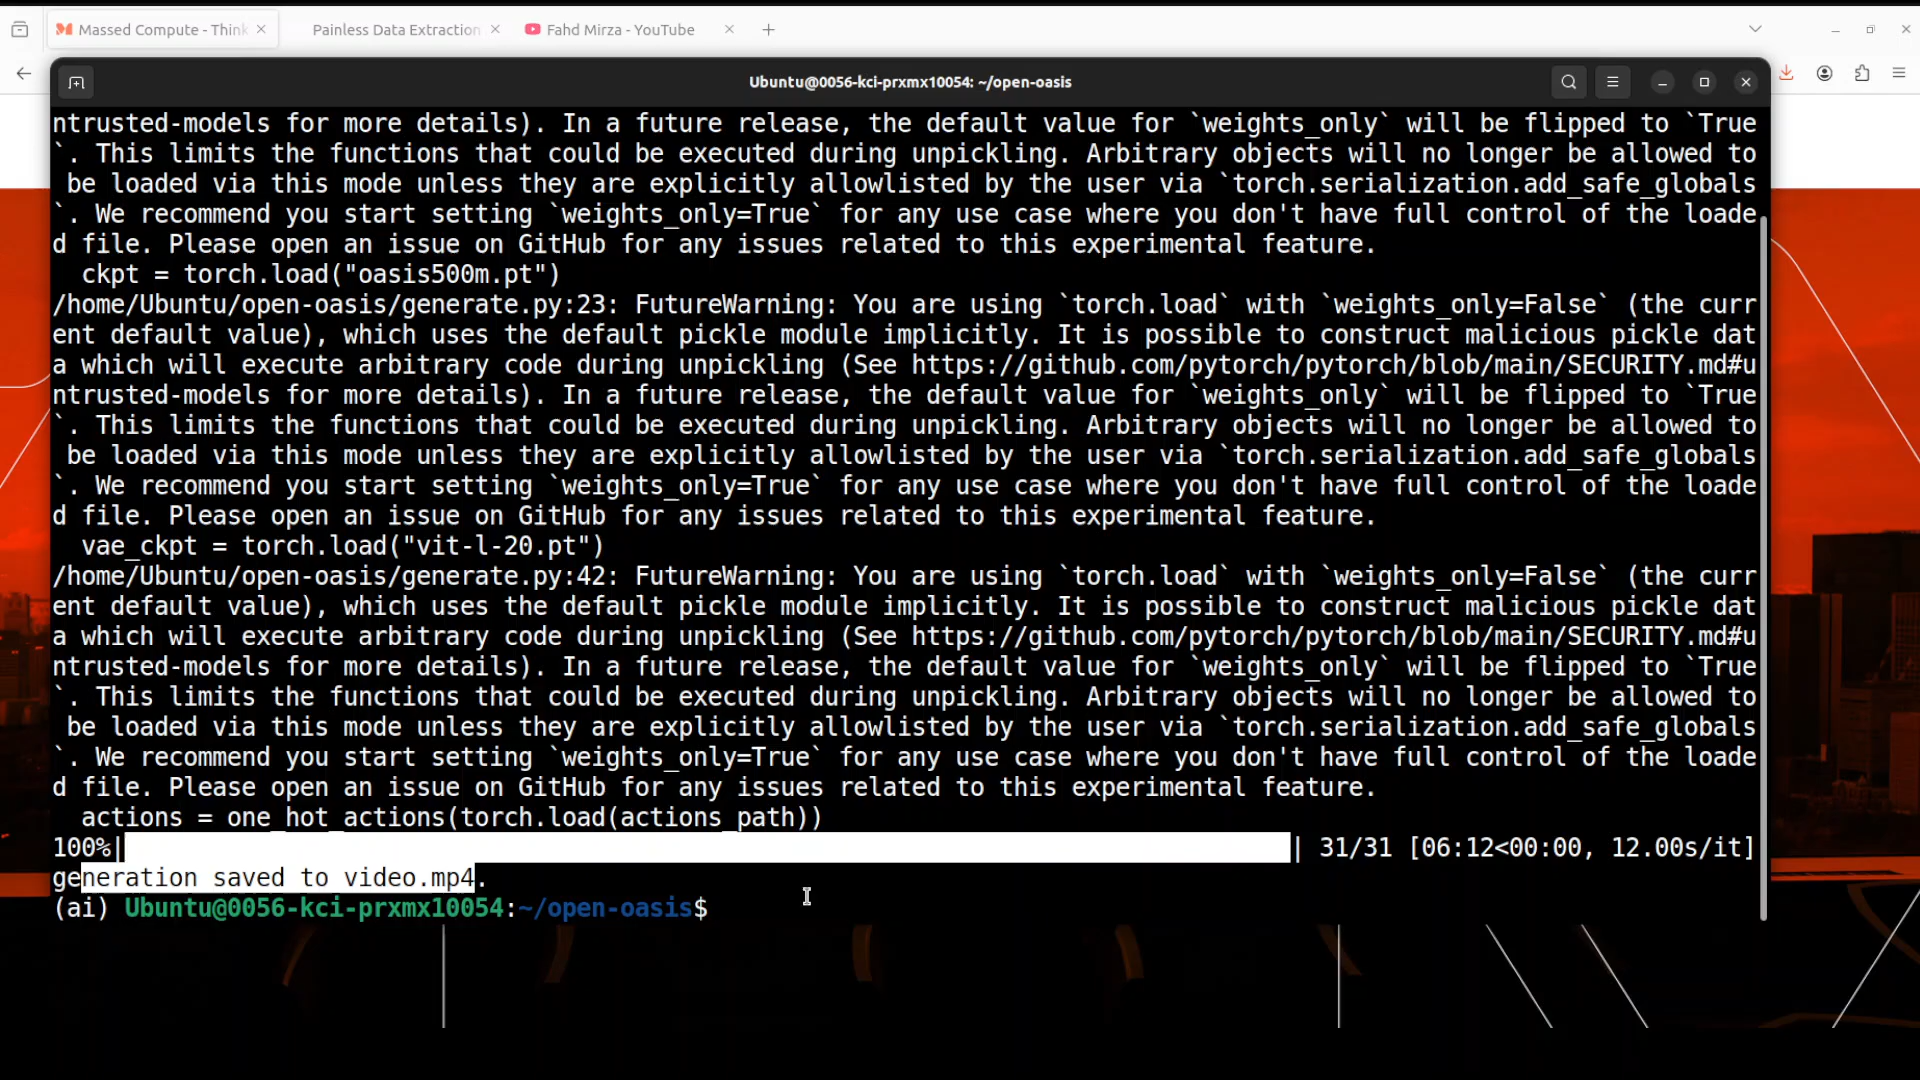 Massed Compute - Think
Painless Data Extraction
Fahd Mirza - YouTube
Ubuntu@0056-kci-prxmx10054: ~/open-oasis
ntrusted-models for more details). In a future release, the default value for `weights_only` will be flipped to `True
`. This limits the functions that could be executed during unpickling. Arbitrary objects will no longer be allowed to
 be loaded via this mode unless they are explicitly allowlisted by the user via `torch.serialization.add_safe_globals
`. We recommend you start setting `weights_only=True` for any use case where you don't have full control of the loade
d file. Please open an issue on GitHub for any issues related to this experimental feature.
  ckpt = torch.load("oasis500m.pt")
/home/Ubuntu/open-oasis/generate.py:23: FutureWarning: You are using `torch.load` with `weights_only=False` (the curr
ent default value), which uses the default pickle module implicitly. It is possible to construct malicious pickle dat
a which will execute arbitrary code during unpickling (See https://github.com/pytorch/pytorch/blob/main/SECURITY.md#u
ntrusted-models for more details). In a future release, the default value for `weights_only` will be flipped to `True
`. This limits the functions that could be executed during unpickling. Arbitrary objects will no longer be allowed to
 be loaded via this mode unless they are explicitly allowlisted by the user via `torch.serialization.add_safe_globals
`. We recommend you start setting `weights_only=True` for any use case where you don't have full control of the loade
d file. Please open an issue on GitHub for any issues related to this experimental feature.
  vae_ckpt = torch.load("vit-l-20.pt")
/home/Ubuntu/open-oasis/generate.py:42: FutureWarning: You are using `torch.load` with `weights_only=False` (the curr
ent default value), which uses the default pickle module implicitly. It is possible to construct malicious pickle dat
a which will execute arbitrary code during unpickling (See https://github.com/pytorch/pytorch/blob/main/SECURITY.md#u
ntrusted-models for more details). In a future release, the default value for `weights_only` will be flipped to `True
`. This limits the functions that could be executed during unpickling. Arbitrary objects will no longer be allowed to
 be loaded via this mode unless they are explicitly allowlisted by the user via `torch.serialization.add_safe_globals
`. We recommend you start setting `weights_only=True` for any use case where you don't have full control of the loade
d file. Please open an issue on GitHub for any issues related to this experimental feature.
  actions = one_hot_actions(torch.load(actions_path))
100%| | 31/31 [06:12<00:00, 12.00s/it]
generation saved to video.mp4.
(ai) Ubuntu@0056-kci-prxmx10054:~/open-oasis$